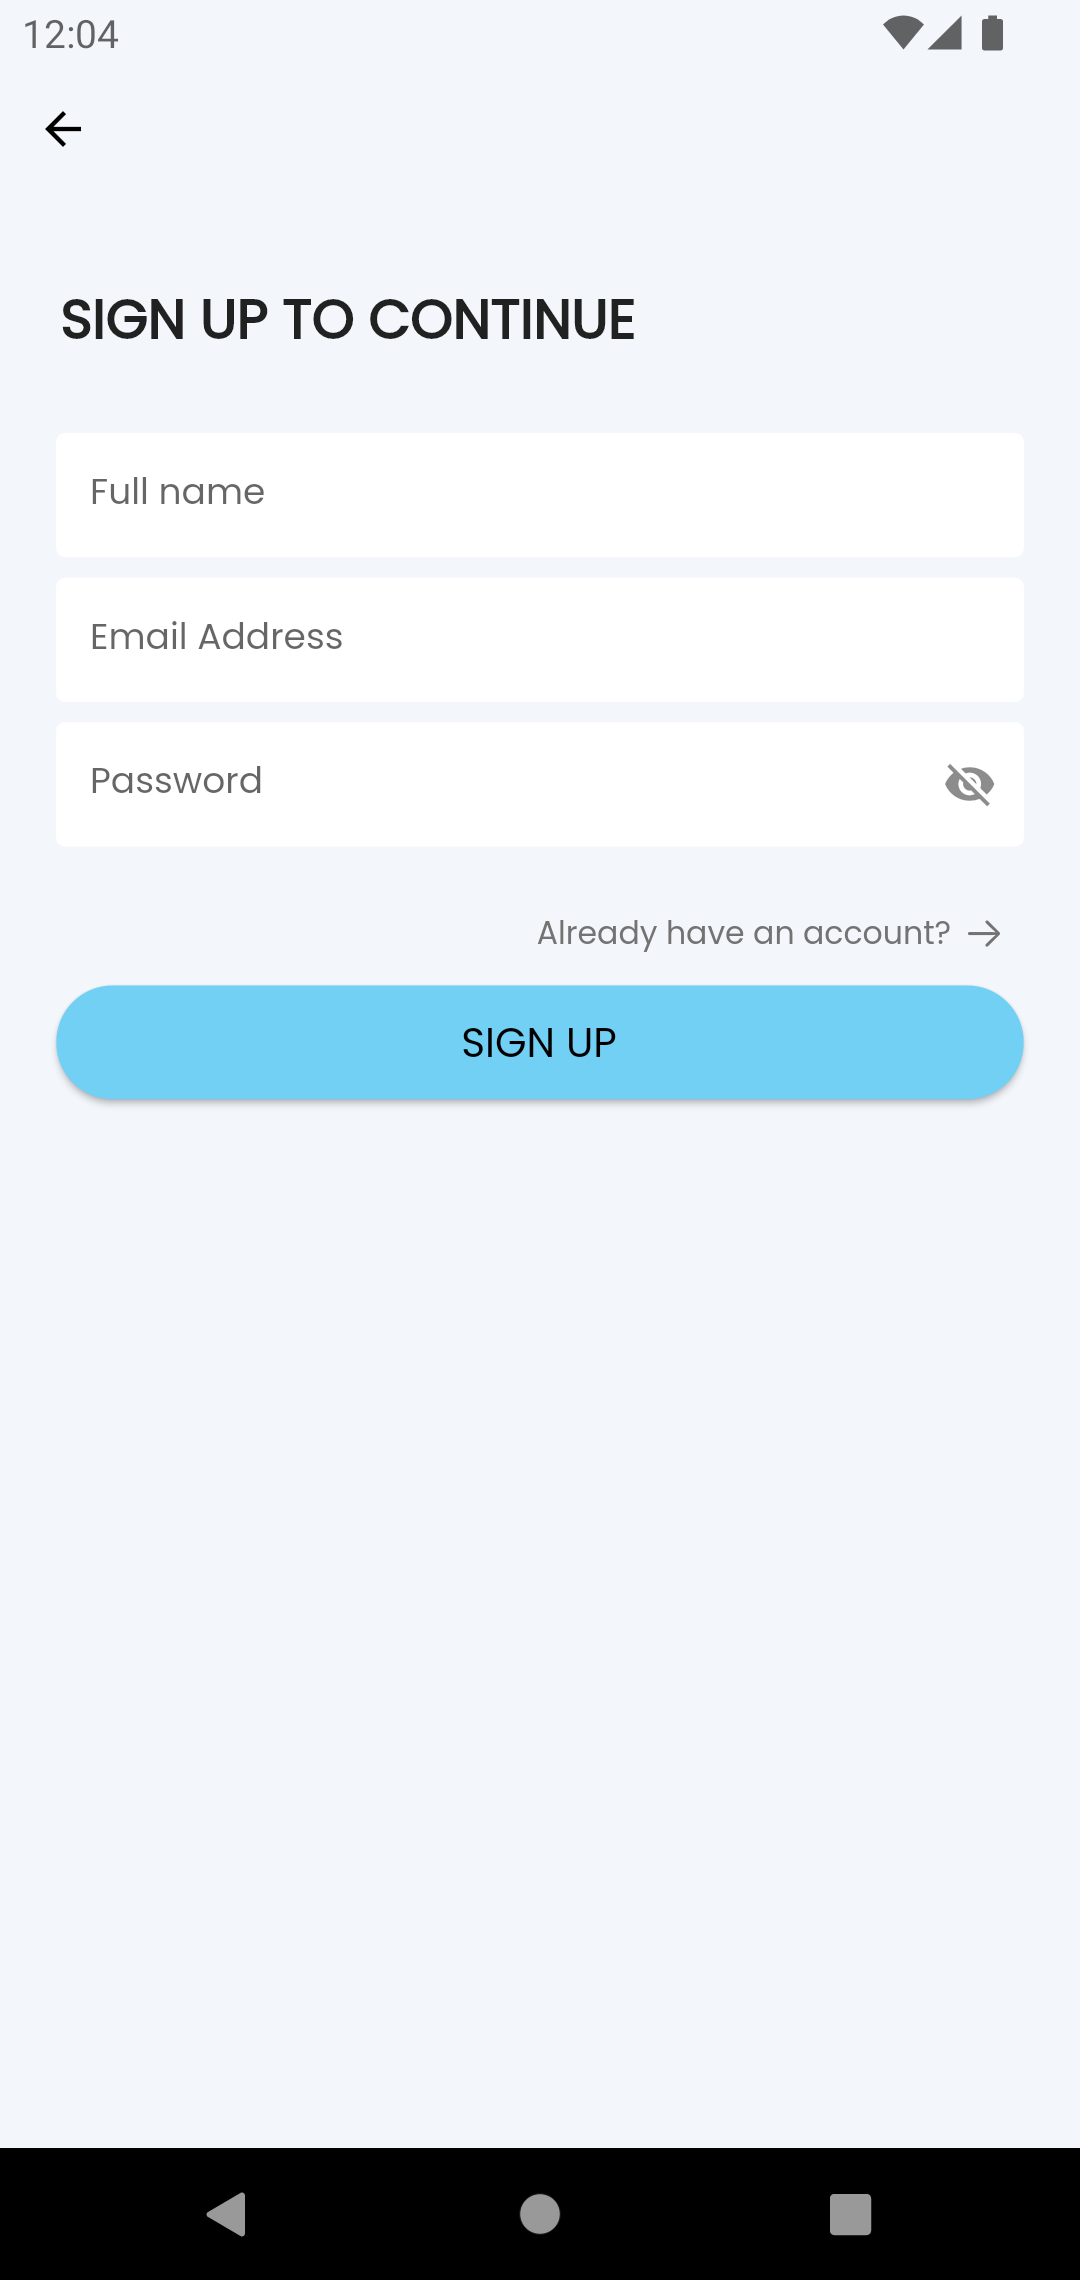 12:04
SIGN UP TO CONTINUE
Full name
Email Address
Password
Already have an account?
SIGN UP